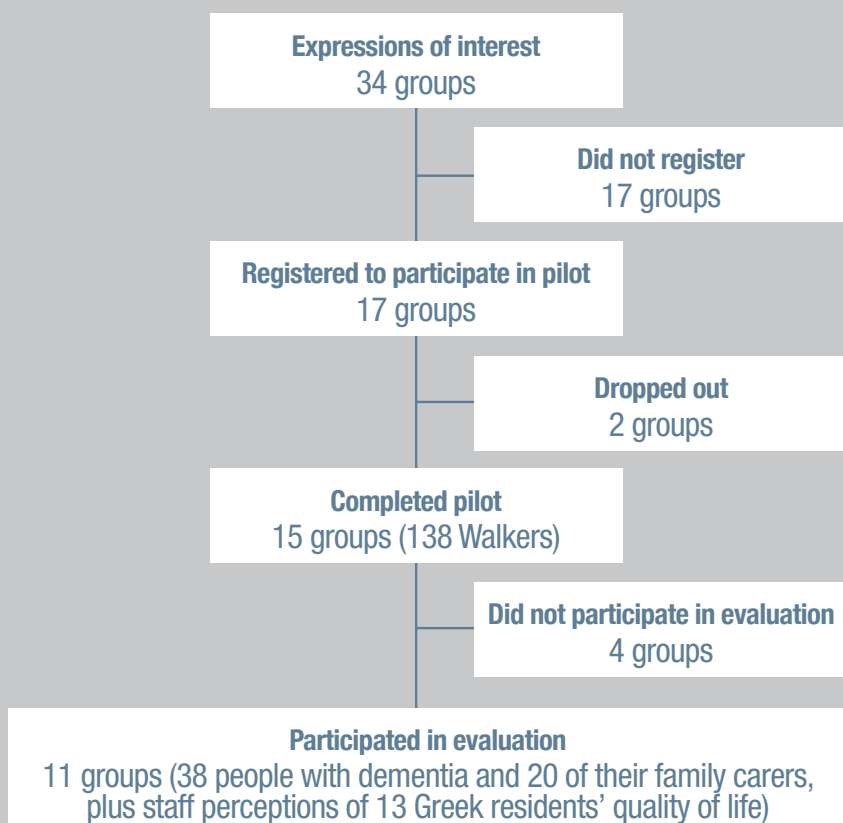 Expressions of interest
34 groups
Did not register
17 groups
Registered to participate in pilot
17 groups
Dropped out
2 groups
Completed pilot
15 groups (138 Walkers)
Did not participate in evaluation
4 groups
Participated in evaluation
11 groups (38 people with dementia and 20 of their family carers,
plus staff perceptions of 13 Greek residents’ quality of life)